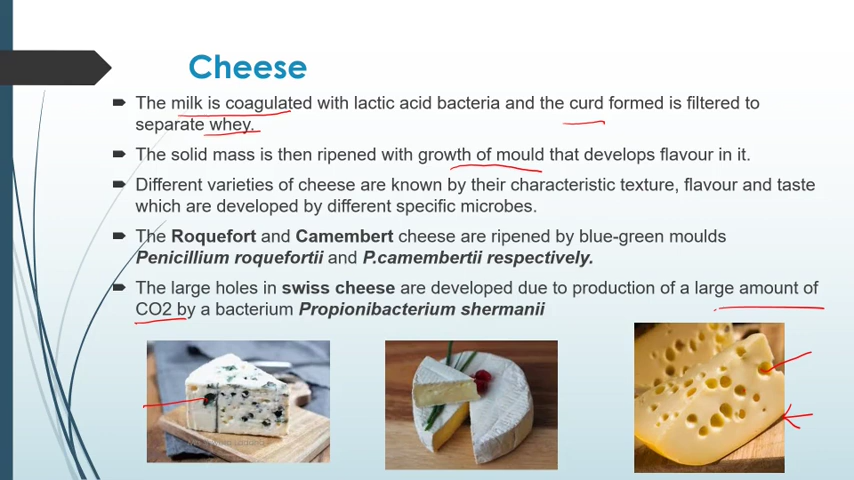 Cheese
The milk is coagulated with lactic acid bacteria and the curd formed is filtered to
separate whey.
The solid mass is then ripened with growth of mould that develops flavour in it.
Different varieties of cheese are known by their characteristic texture, flavour and taste
which are developed by different specific microbes.
The Roquefort and Camembert cheese are ripened by blue-green moulds
Penicillium roquefortii and P.camembertii respectively.
The large holes in swiss cheese are developed due to production of a large amount of
CO2 by a bacterium Propionibacterium shermanii